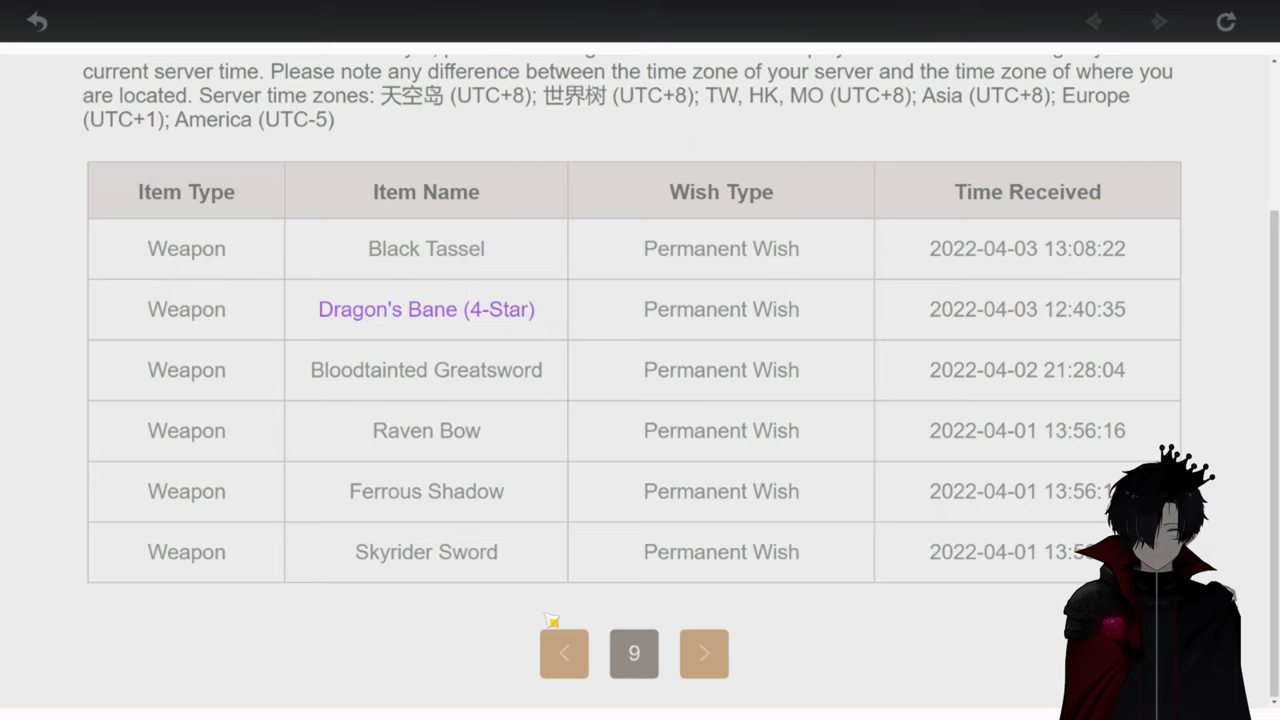 current server time. Please note any difference between the time zone of your server and the time zone of where you
are located. Server time zones: 天空岛 (UTC+8); 世界树 (UTC+8); TW, HK, MO (UTC+8); Asia (UTC+8); Europe
(UTC+1); America (UTC-5)
Item Type Item Name Wish Type Time Received
Weapon Black Tassel Permanent Wish 2022-04-03 13:08:22
Weapon Dragon's Bane (4-Star) Permanent Wish 2022-04-03 12:40:35
Weapon Bloodtainted Greatsword Permanent Wish 2022-04-02 21:28:04
Weapon Raven Bow Permanent Wish 2022-04-01 13:56:16
Weapon Ferrous Shadow Permanent Wish 2022-04-01
Weapon Skyrider Sword Permanent Wish 2022-04-01
< 9 >